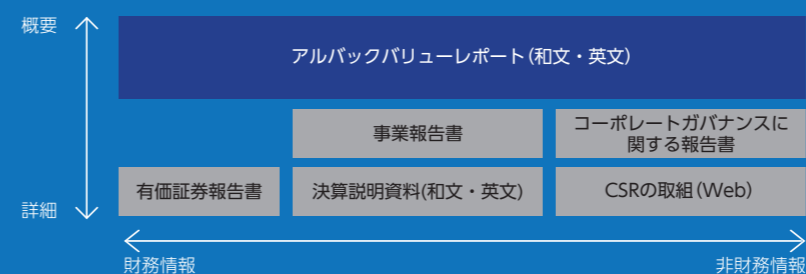 概要
アルバックバリューレポート(和文・英文)
事業報告書
コーポレートガバナンスに
関する報告書
有価証券報告書
決算説明資料(和文・英文)
CSRの取組(Web)
詳細
財務情報
非財務情報